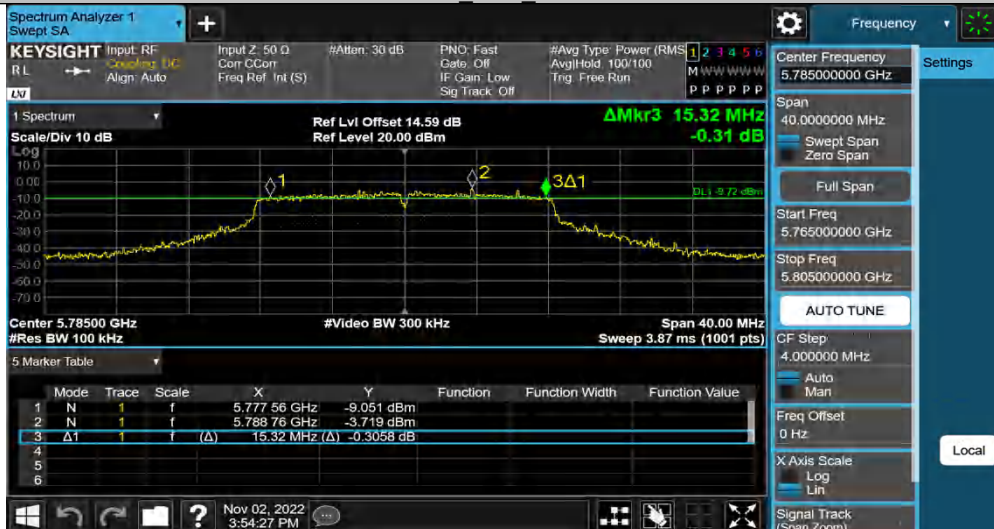 Spectrum Analyzer 1
Swept SA
+
Frequency
KEYSIGHT Input: RF Input Z: 50 Ω #Atten: 30 dB PNO: Fast #Avg Type: Power (RMS 1 2 3 4 5 6
RL Coupling: DC Corr CCorr Gate: Off Avg|Hold: 100/100 M W W W W W
Align: Auto Freq Ref: Int (S) IF Gain: Low Trig: Free Run
LXI Sig Track: Off P P P P P P
1 Spectrum
Ref Lvl Offset 14.59 dB ΔMkr3 15.32 MHz
Scale/Div 10 dB Ref Level 20.00 dBm -0.31 dB
Log
10.0
0.00
-10.0
-20.0
-30.0
-40.0
-50.0
-60.0
-70.0
1
2
3Δ1
DL1 -9.72 dBm
Center 5.78500 GHz #Video BW 300 kHz Span 40.00 MHz
#Res BW 100 kHz Sweep 3.87 ms (1001 pts)
5 Marker Table
Mode Trace Scale X Y Function Function Width Function Value
1 N 1 f 5.777 56 GHz -9.051 dBm
2 N 1 f 5.788 76 GHz -3.719 dBm
3 Δ1 1 f (Δ) 15.32 MHz (Δ) -0.3058 dB
4
5
6
?
Nov 02, 2022
3:54:27 PM
Center Frequency
5.785000000 GHz
Settings
Span
40.0000000 MHz
Swept Span
Zero Span
Full Span
Start Freq
5.765000000 GHz
Stop Freq
5.805000000 GHz
AUTO TUNE
CF Step
4.000000 MHz
Auto
Man
Freq Offset
0 Hz
Local
X Axis Scale
Log
Lin
Signal Track
(Span Zoom)